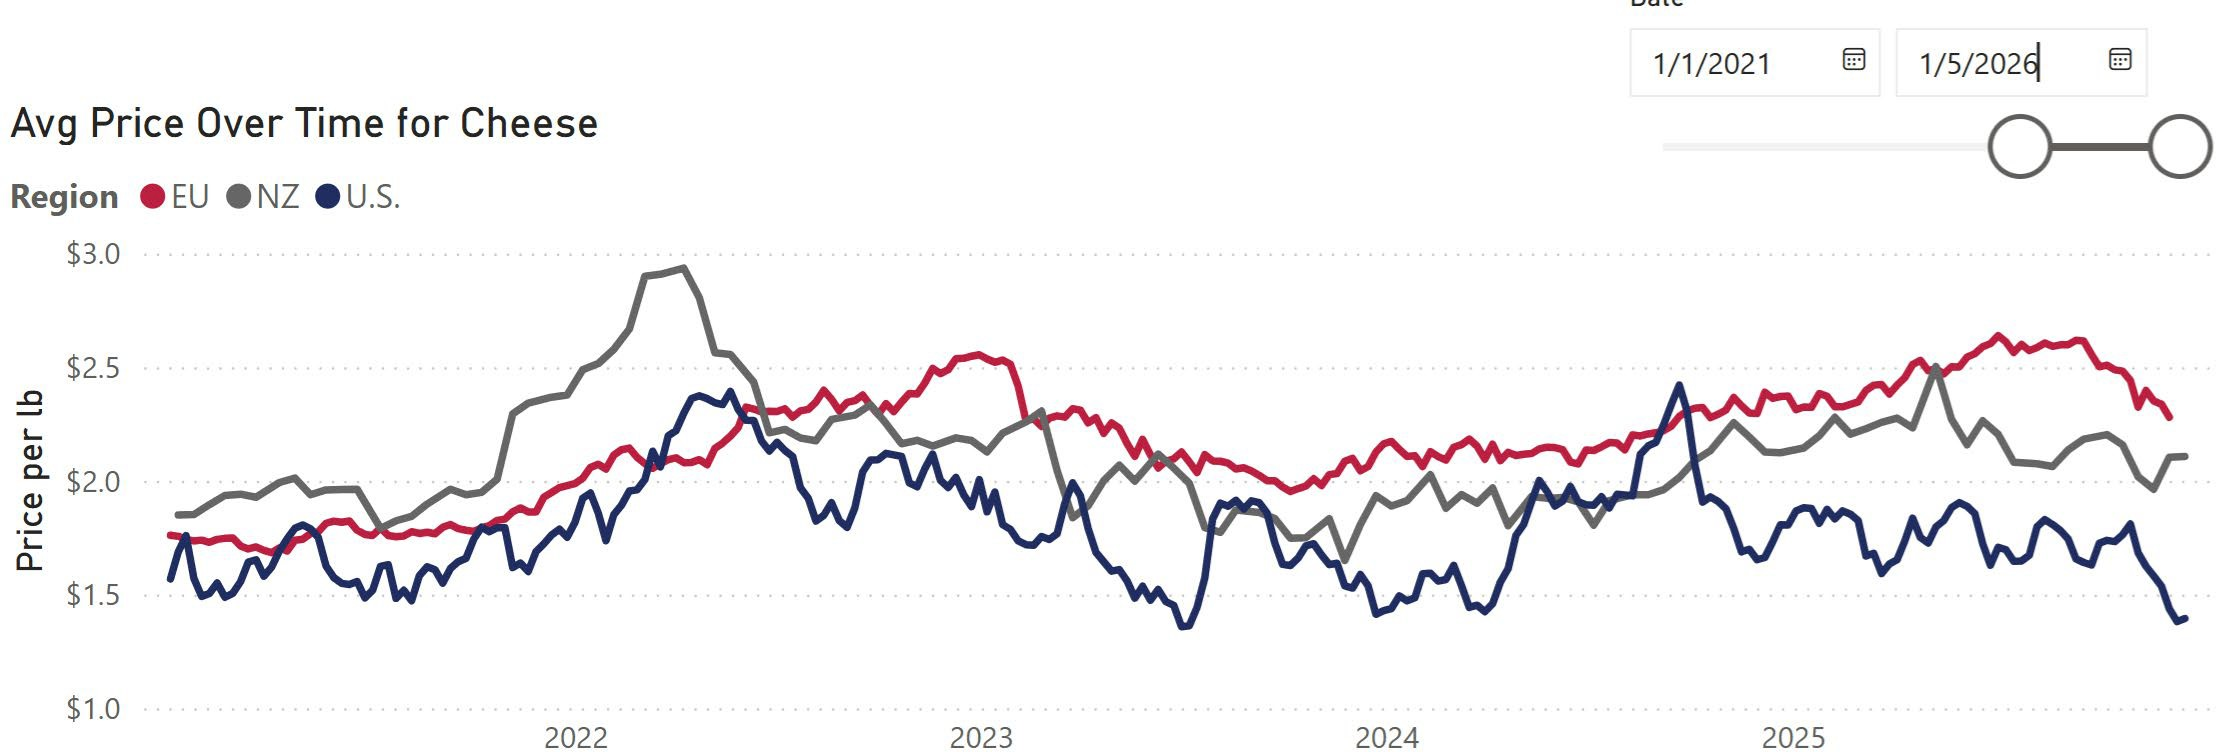 Date
1/1/2021 1/5/2026
Avg Price Over Time for Cheese
Region EU NZ U.S.
$3.0
$2.5
$2.0
$1.5
$1.0
Price per lb
2022 2023 2024 2025